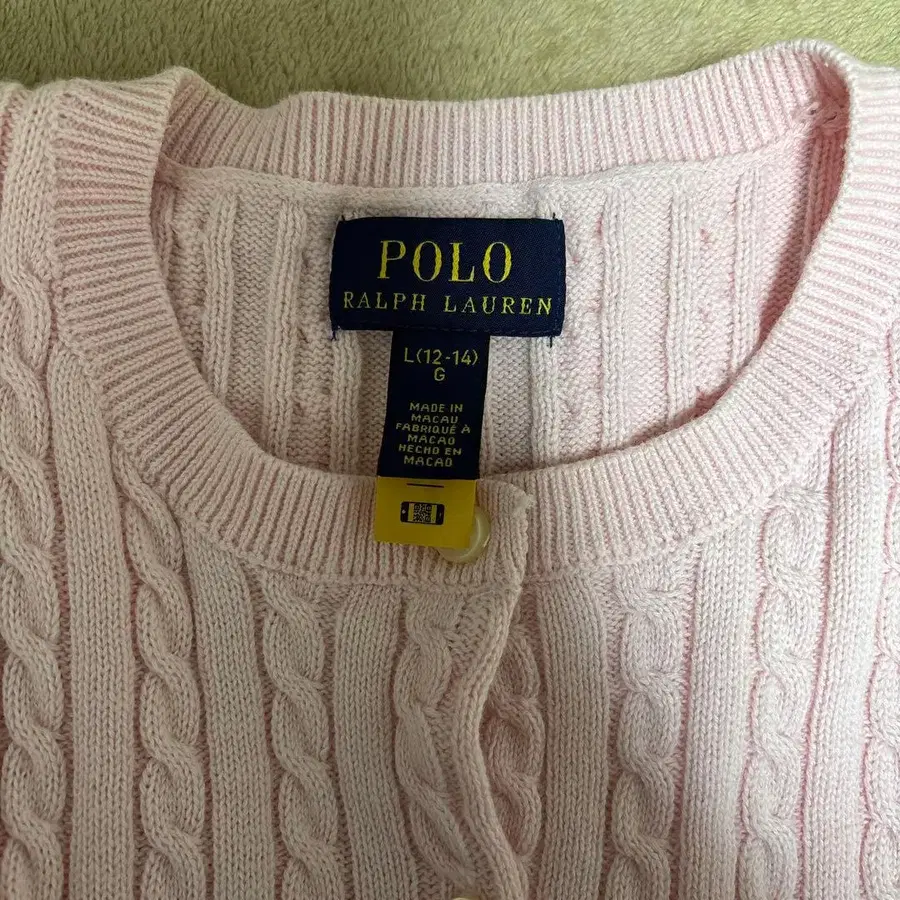 POLO
RALPH LAUREN
L(12-14)
G
MADE IN
MACAU
FABRIQUÉ À
MACAO
HECHO EN
MACAO